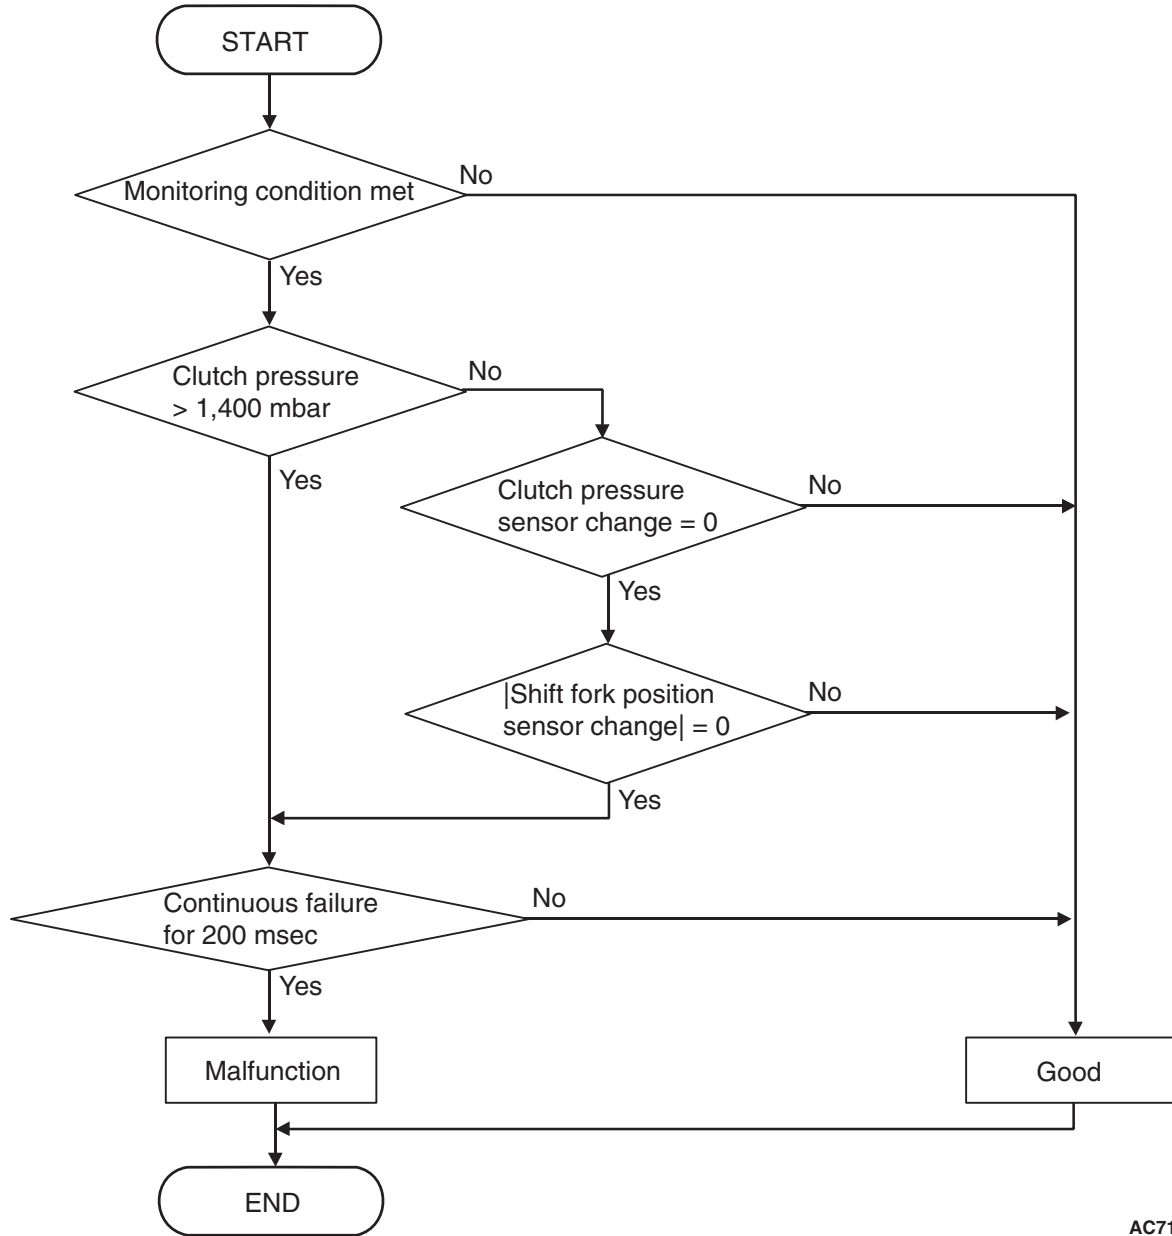 START
Monitoring condition met
No
Yes
Clutch pressure
> 1,400 mbar
No
Yes
Clutch pressure
sensor change = 0
No
Yes
|Shift fork position
sensor change| = 0
No
Yes
Continuous failure
for 200 msec
No
Yes
Malfunction
Good
END
AC71